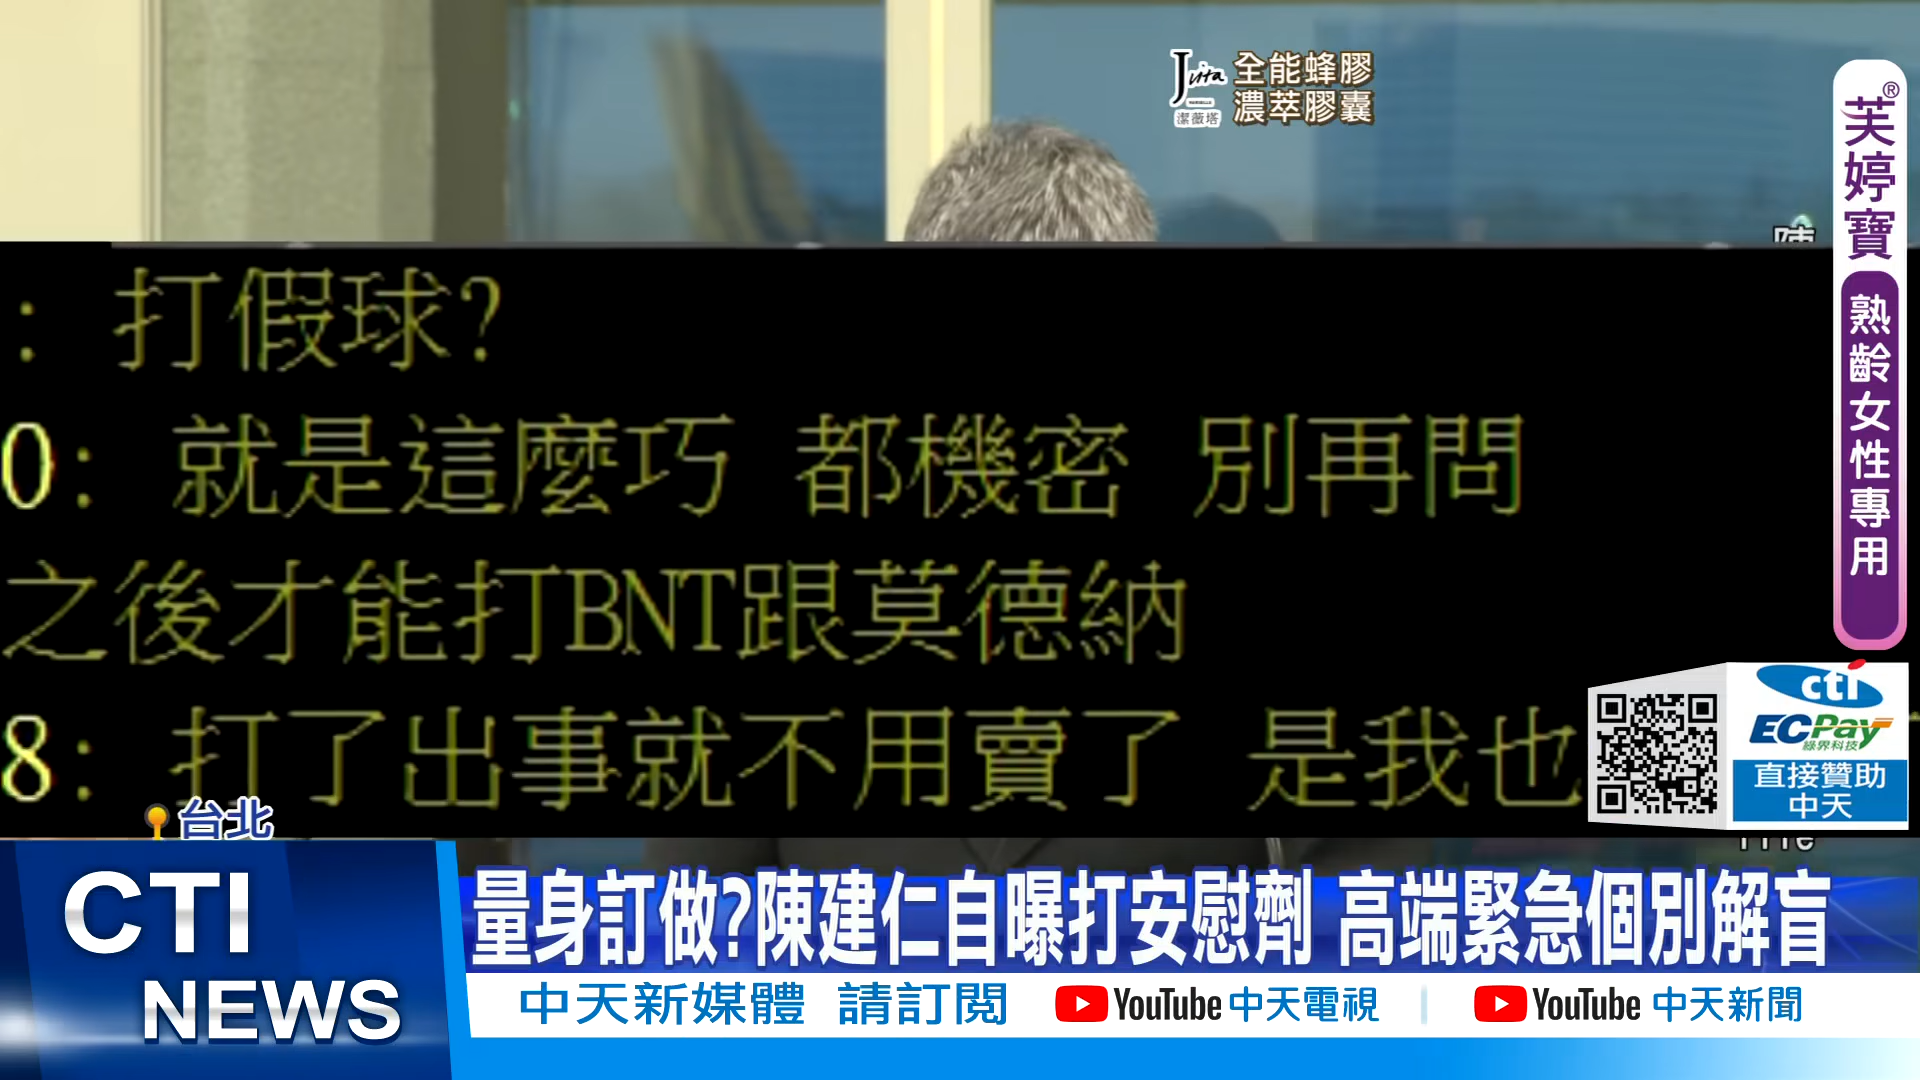 Jvita
MARSEILLE
潔薇塔
全能蜂膠
濃萃膠囊
芙婷寶®
熟齡女性專用
陳
: 打假球?
0: 就是這麼巧 都機密 別再問
之後才能打BNT跟莫德納
8: 打了出事就不用賣了 是我也
cti
ECPay
綠界科技
直接贊助
中天
台北
CTI
NEWS
量身訂做?陳建仁自曝打安慰劑 高端緊急個別解盲
中天新媒體 請訂閱 YouTube 中天電視 | YouTube 中天新聞